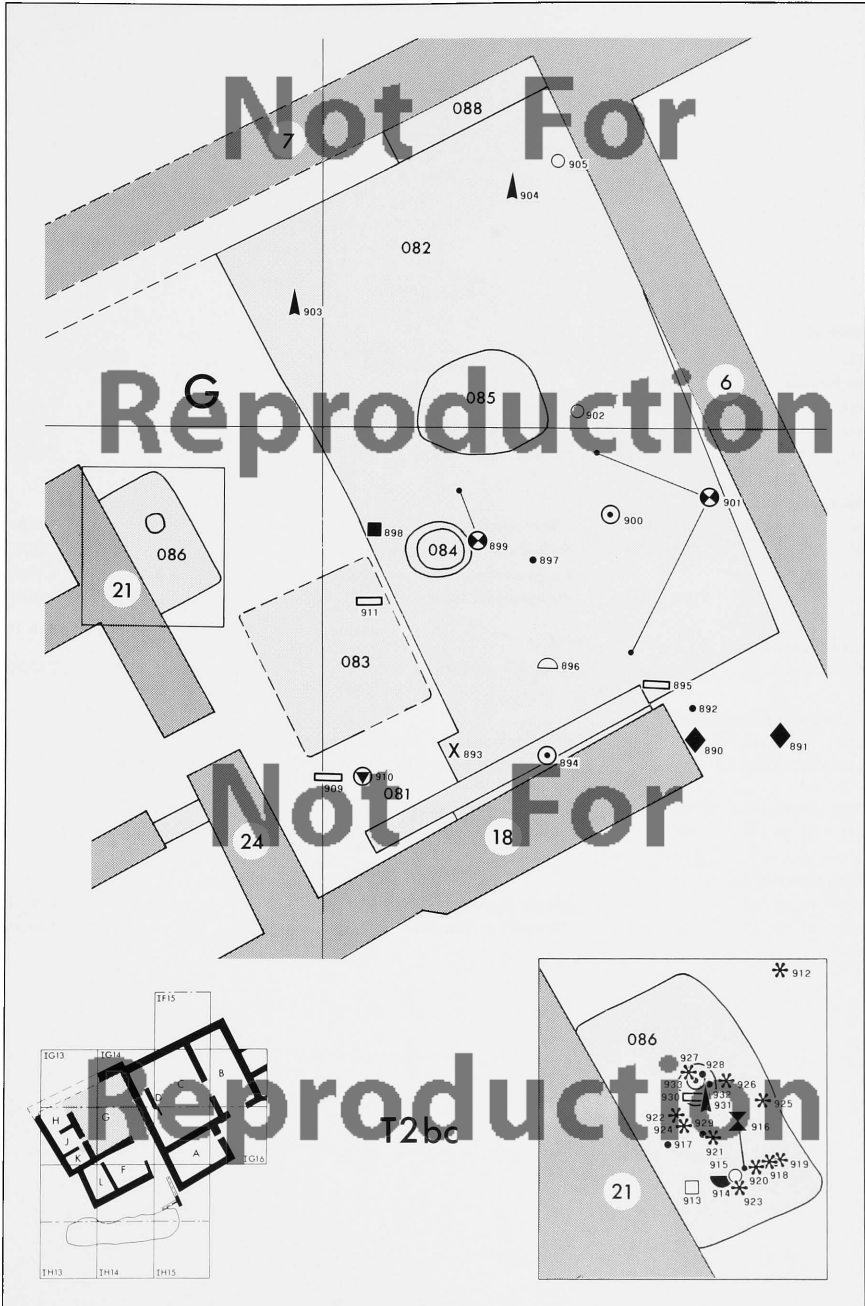 Not For
Reproduction
Not For
Reproduction
088
7
905
904
082
903
G
085
902
6
901
898
084
899
900
897
086
21
911
083
896
895
892
890
891
X 893
894
909
910
081
24
18
IF15
IG13
IG14
B
C
D
G
H
J
K
L
F
A
IG16
IH13
IH14
IH15
T2bc
912
086
927
928
933
926
930
932
931
925
922
924
929
916
921
917
915
919
918
920
914
913
923
21